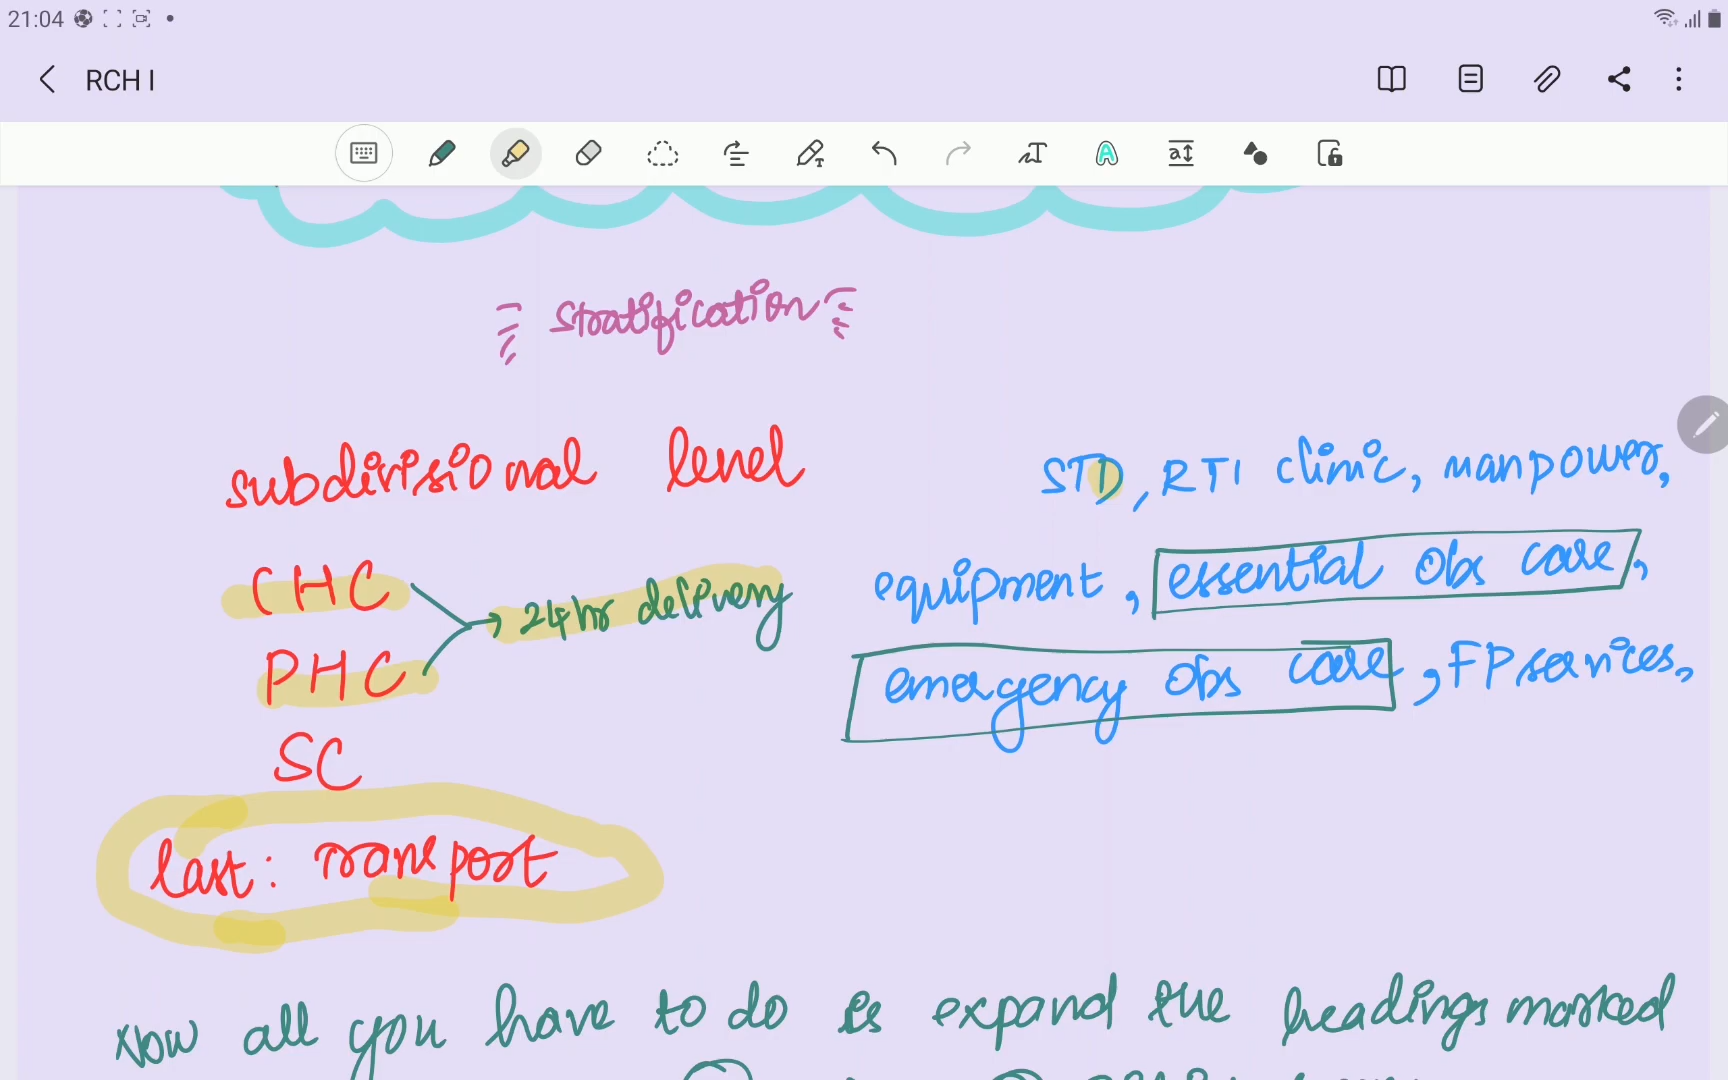 21:04
RCH I
stratification
subdivisional level
STD, RTI clinic, manpower,
CHC
→ 24hr delivery
equipment, essential obs care,
PHC
emergency obs care, FP services,
SC
last: transport
Now all you have to do is expand the headings marked